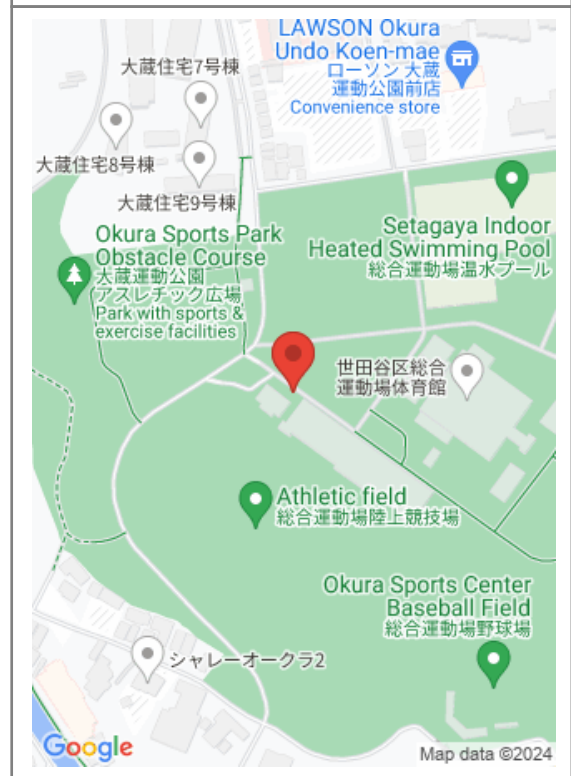 LAWSON Okura
Undo Koen-mae
ローソン 大蔵
運動公園前店
Convenience store
大蔵住宅7号棟
大蔵住宅8号棟
大蔵住宅9号棟
Setagaya Indoor
Heated Swimming Pool
総合運動場温水プール
Okura Sports Park
Obstacle Course
大蔵運動公園
アスレチック広場
Park with sports &
exercise facilities
世田谷区総合
運動場体育館
Athletic field
総合運動場陸上競技場
Okura Sports Center
Baseball Field
総合運動場野球場
シャレーオークラ2
Google
Map data ©2024